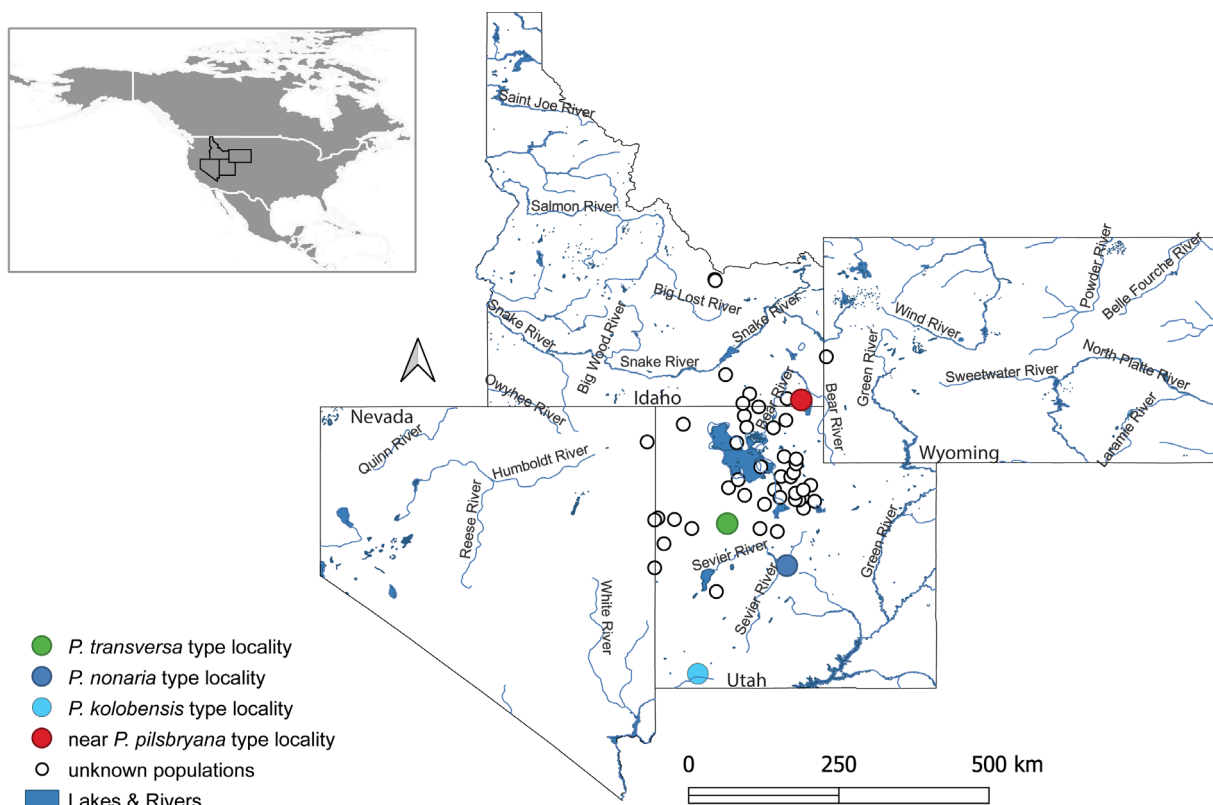 Saint Joe River
Salmon River
Big Lost River
Snake River
Snake River
Big Wood River
Snake River
Owyhee River
Idaho
Bear River
Bear River
Wind River
Green River
Powder River
Belle Fourche River
Sweetwater River
North Platte River
Laramie River
Wyoming
Nevada
Quinn River
Humboldt River
Reese River
White River
Sevier River
Sevier River
Green River
Utah
P. transversa type locality
P. nonaria type locality
P. kolobensis type locality
near P. pilsbryana type locality
unknown populations
Lakes & Rivers
0 250 500 km